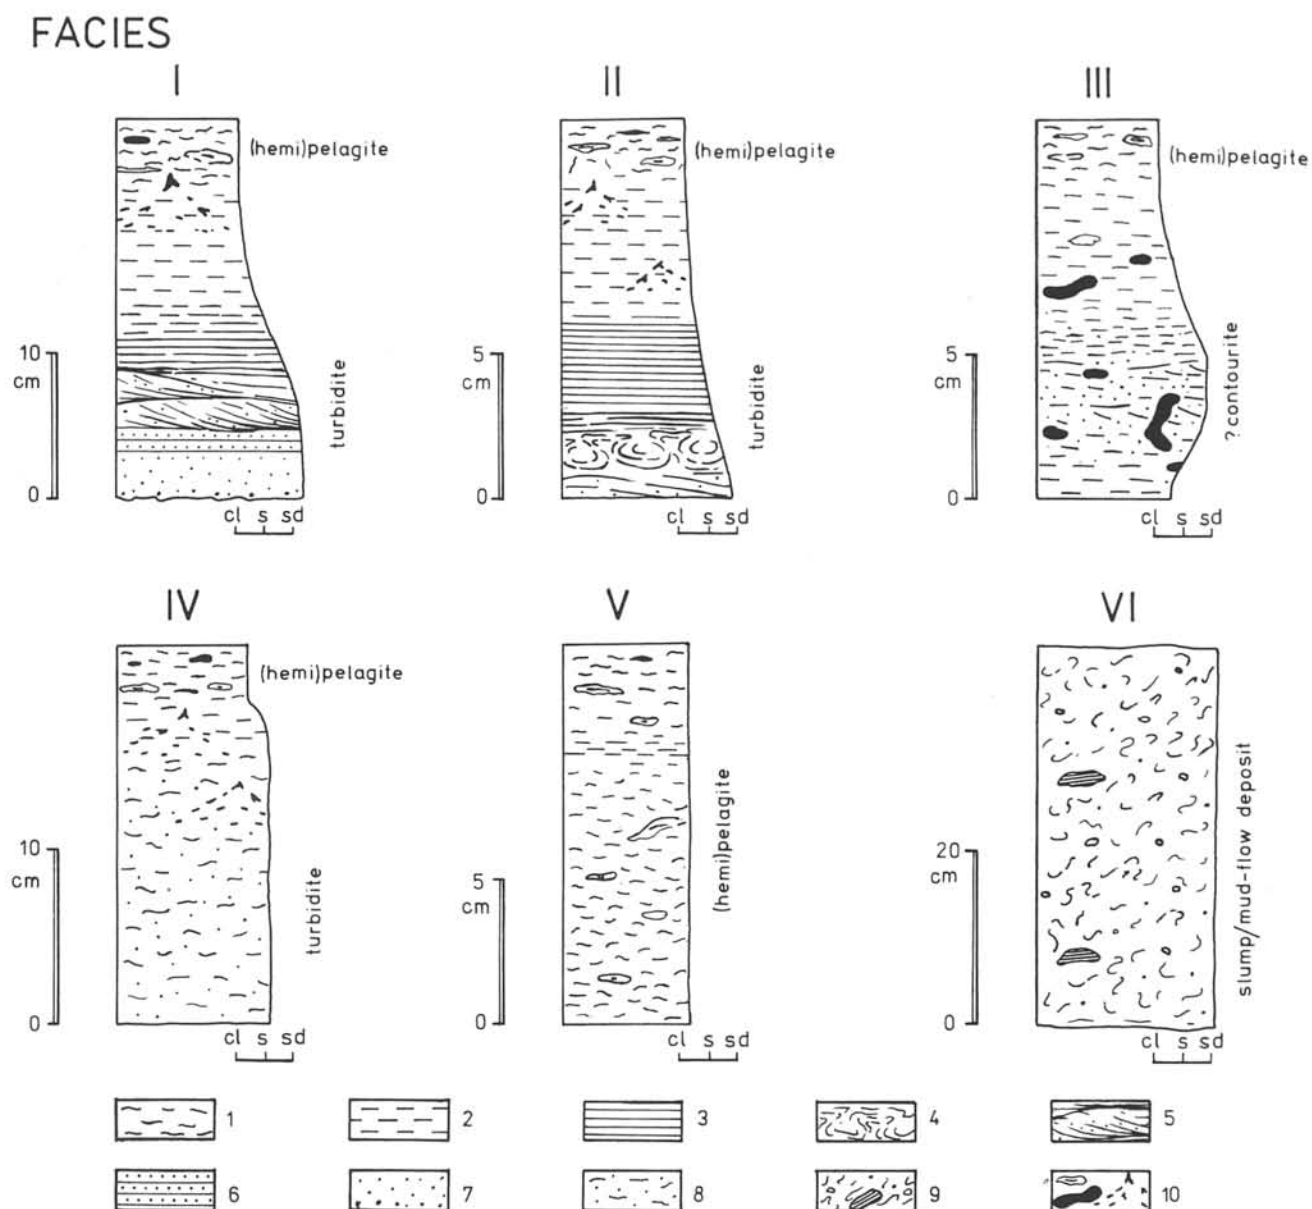 FACIES
I II III
(hemi)pelagite (hemi)pelagite (hemi)pelagite
turbidite turbidite ?contourite
10 5 5
cm cm cm
0 0 0
cl s sd cl s sd cl s sd
IV V VI
(hemi)pelagite
turbidite (hemi)pelagite slump/mud-flow deposit
10 5 20
cm cm cm
0 0 0
cl s sd cl s sd cl s sd
1 2 3 4 5
6 7 8 9 10